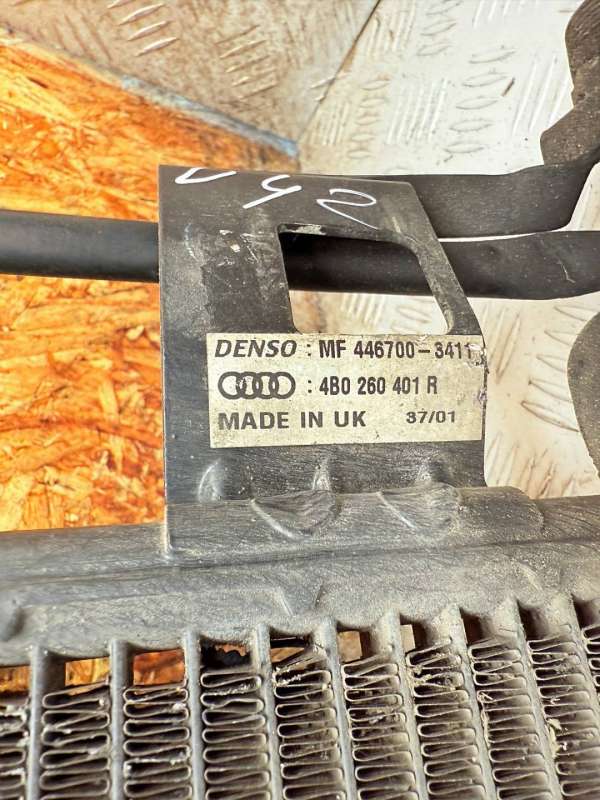 DENSO : MF 446700-3411
: 4B0 260 401 R
MADE IN UK 37/01